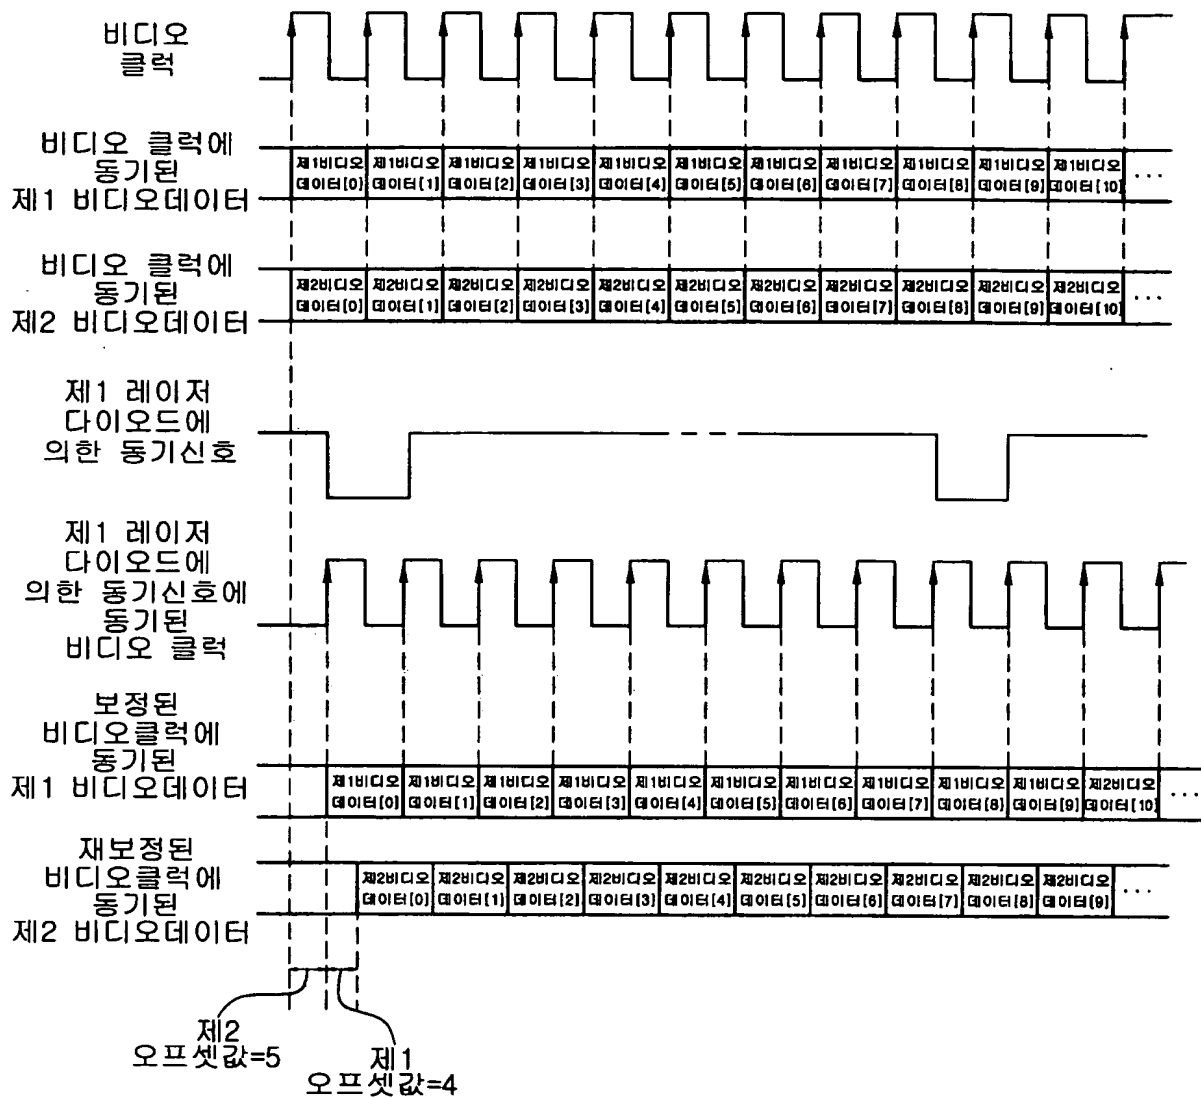 비디오
클럭
비디오 클럭에
동기된
제1 비디오데이터
제1비디오 제1비디오 제1비디오 제1비디오 제1비디오 제1비디오 제1비디오 제1비디오 제1비디오 제1비디오 제1비디오
데이터[0] 데이터[1] 데이터[2] 데이터[3] 데이터[4] 데이터[5] 데이터[6] 데이터[7] 데이터[8] 데이터[9] 데이터[10] ...
비디오 클럭에
동기된
제2 비디오데이터
제2비디오 제2비디오 제2비디오 제2비디오 제2비디오 제2비디오 제2비디오 제2비디오 제2비디오 제2비디오 제2비디오
데이터[0] 데이터[1] 데이터[2] 데이터[3] 데이터[4] 데이터[5] 데이터[6] 데이터[7] 데이터[8] 데이터[9] 데이터[10] ...
제1 레이저
다이오드에
의한 동기신호
제1 레이저
다이오드에
의한 동기신호에
동기된
비디오 클럭
보정된
비디오클럭에
동기된
제1 비디오데이터
제1비디오 제1비디오 제1비디오 제1비디오 제1비디오 제1비디오 제1비디오 제1비디오 제1비디오 제1비디오 제2비디오
데이터[0] 데이터[1] 데이터[2] 데이터[3] 데이터[4] 데이터[5] 데이터[6] 데이터[7] 데이터[8] 데이터[9] 데이터[10] ...
재보정된
비디오클럭에
동기된
제2 비디오데이터
제2비디오 제2비디오 제2비디오 제2비디오 제2비디오 제2비디오 제2비디오 제2비디오 제2비디오 제2비디오
데이터[0] 데이터[1] 데이터[2] 데이터[3] 데이터[4] 데이터[5] 데이터[6] 데이터[7] 데이터[8] 데이터[9] ...
제2
오프셋값=5
제1
오프셋값=4